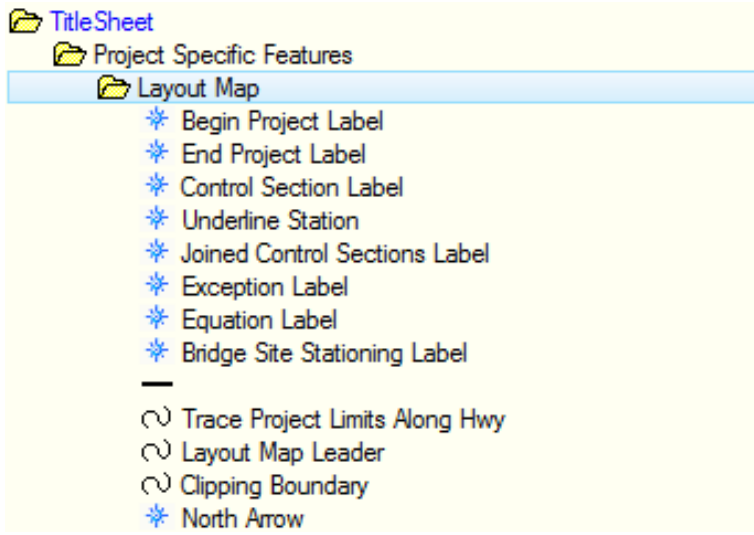 TitleSheet
Project Specific Features
Layout Map
Begin Project Label
End Project Label
Control Section Label
Underline Station
Joined Control Sections Label
Exception Label
Equation Label
Bridge Site Stationing Label
Trace Project Limits Along Hwy
Layout Map Leader
Clipping Boundary
North Arrow